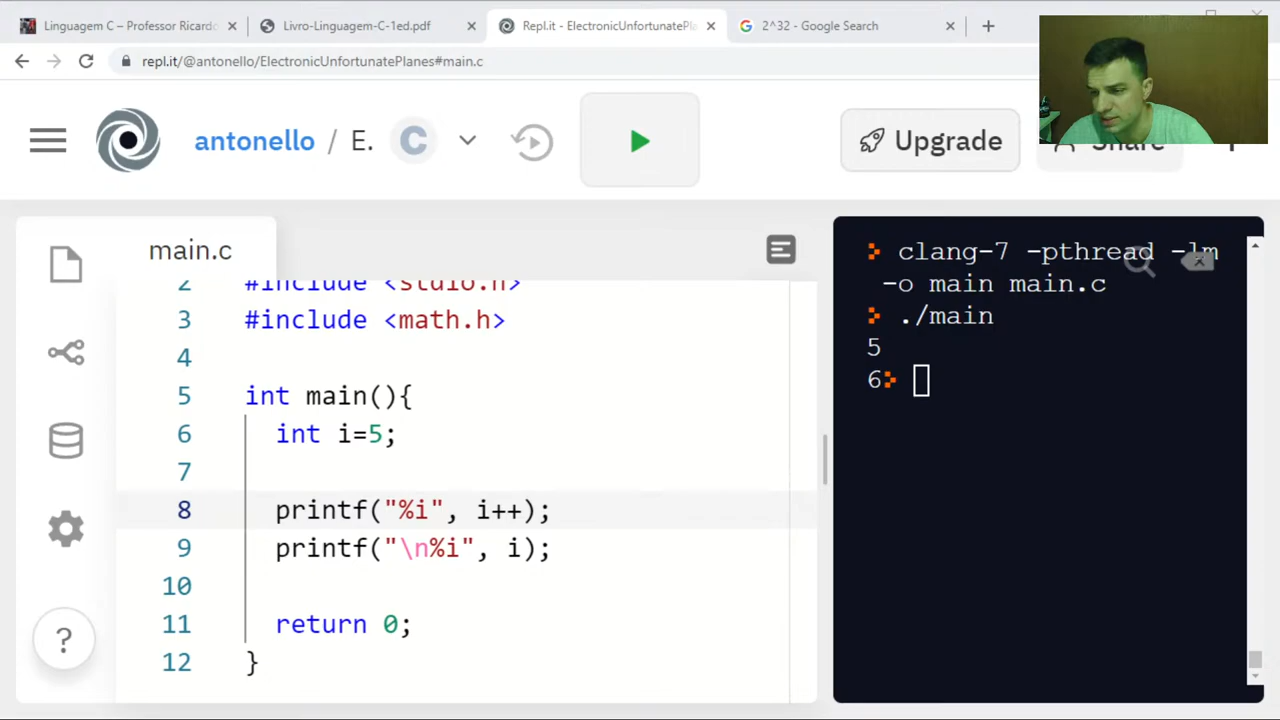 Linguagem C – Professor Ricardo
Livro-Linguagem-C-1ed.pdf
Repl.it - ElectronicUnfortunatePla
2^32 - Google Search
repl.it/@antonello/ElectronicUnfortunatePlanes#main.c
antonello / E. C
Upgrade
Share
main.c
2 #include <stdio.h>
3 #include <math.h>
4
5 int main(){
6 int i=5;
7
8 printf("%i", i++);
9 printf("\n%i", i);
10
11 return 0;
12 }
?
clang-7 -pthread -lm
-o main main.c
./main
5
6